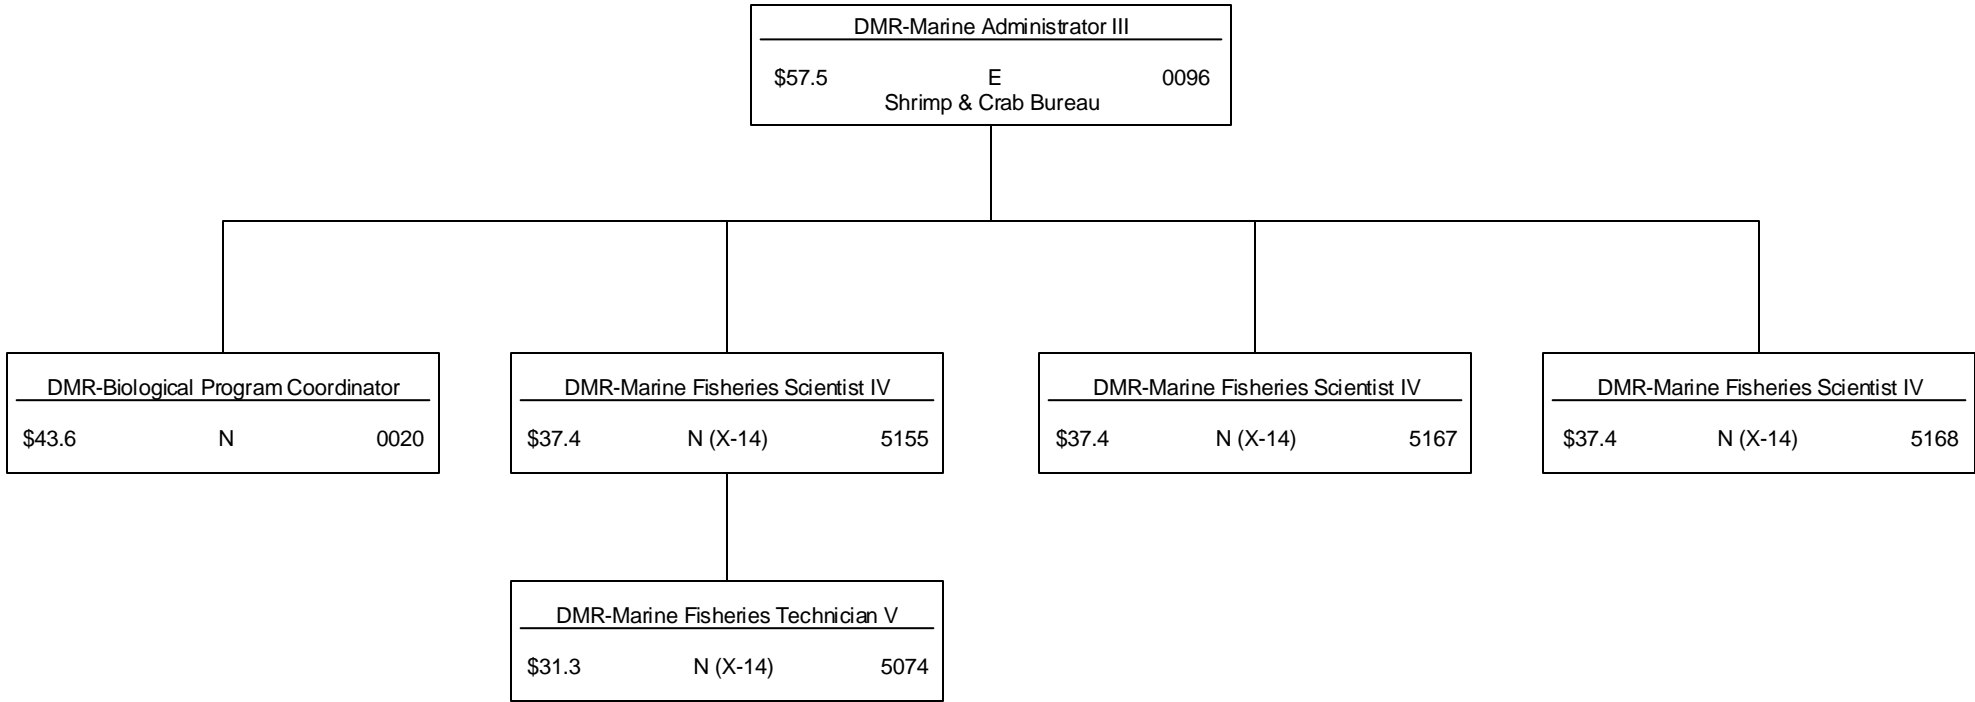 DMR-Marine Administrator III
$57.5 E 0096
Shrimp & Crab Bureau
DMR-Biological Program Coordinator
$43.6 N 0020
DMR-Marine Fisheries Scientist IV
$37.4 N (X-14) 5155
DMR-Marine Fisheries Scientist IV
$37.4 N (X-14) 5167
DMR-Marine Fisheries Scientist IV
$37.4 N (X-14) 5168
DMR-Marine Fisheries Technician V
$31.3 N (X-14) 5074